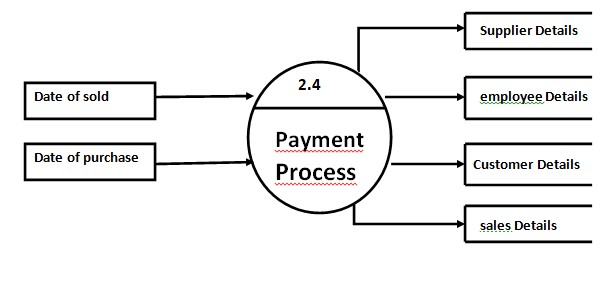 Supplier Details
2.4
Date of sold
employee Details
Payment
Process
Date of purchase
Customer Details
sales Details